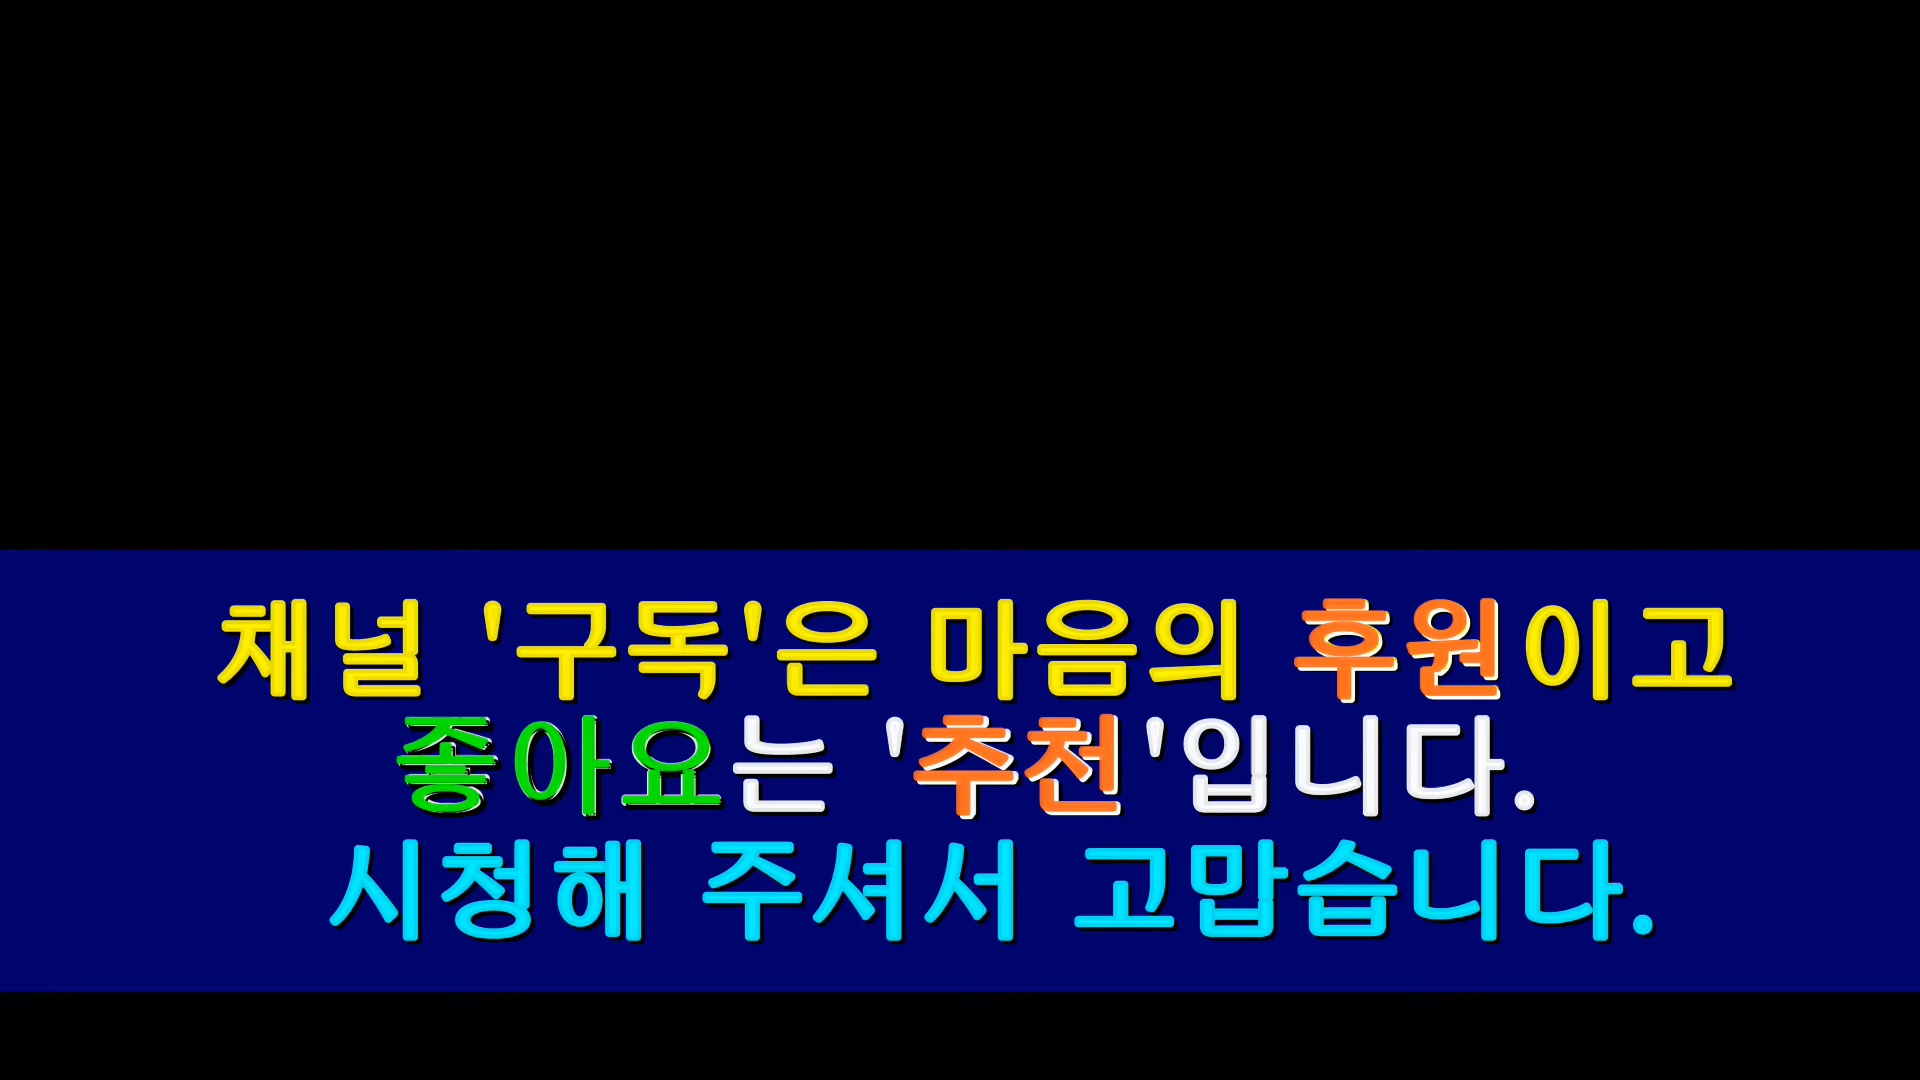 채널 '구독'은 마음의 후원이고
좋아요는 '추천'입니다.
시청해 주셔서 고맙습니다.